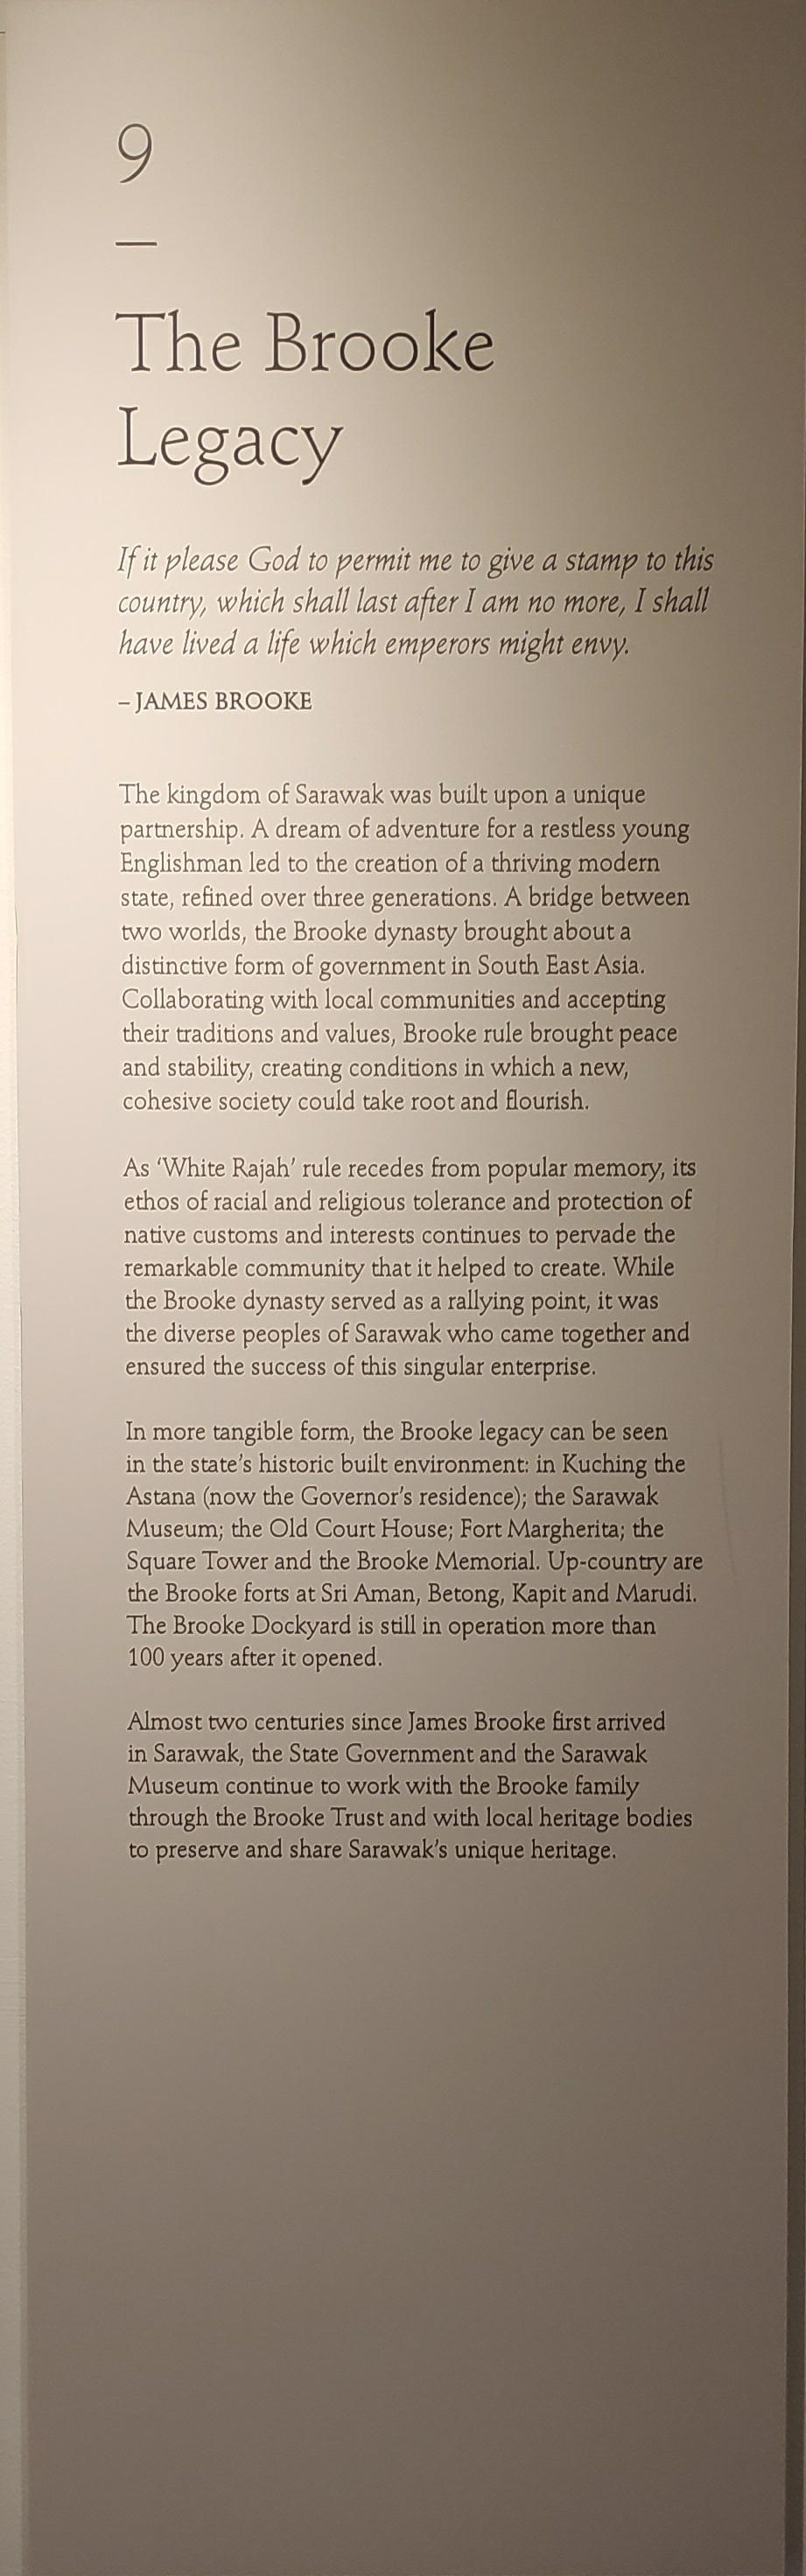 9
—
The Brooke
Legacy
If it please God to permit me to give a stamp to this
country, which shall last after I am no more, I shall
have lived a life which emperors might envy.
– JAMES BROOKE
The kingdom of Sarawak was built upon a unique
partnership. A dream of adventure for a restless young
Englishman led to the creation of a thriving modern
state, refined over three generations. A bridge between
two worlds, the Brooke dynasty brought about a
distinctive form of government in South East Asia.
Collaborating with local communities and accepting
their traditions and values, Brooke rule brought peace
and stability, creating conditions in which a new,
cohesive society could take root and flourish.
As ‘White Rajah’ rule recedes from popular memory, its
ethos of racial and religious tolerance and protection of
native customs and interests continues to pervade the
remarkable community that it helped to create. While
the Brooke dynasty served as a rallying point, it was
the diverse peoples of Sarawak who came together and
ensured the success of this singular enterprise.
In more tangible form, the Brooke legacy can be seen
in the state’s historic built environment: in Kuching the
Astana (now the Governor’s residence); the Sarawak
Museum; the Old Court House; Fort Margherita; the
Square Tower and the Brooke Memorial. Up-country are
the Brooke forts at Sri Aman, Betong, Kapit and Marudi.
The Brooke Dockyard is still in operation more than
100 years after it opened.
Almost two centuries since James Brooke first arrived
in Sarawak, the State Government and the Sarawak
Museum continue to work with the Brooke family
through the Brooke Trust and with local heritage bodies
to preserve and share Sarawak’s unique heritage.